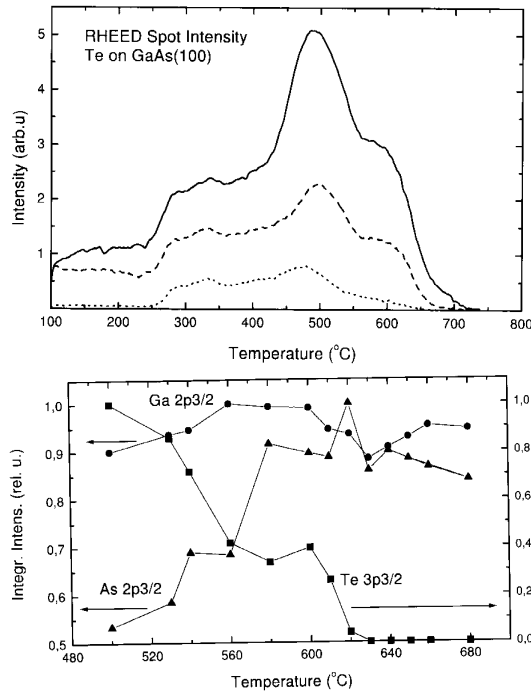 RHEED Spot Intensity
Te on GaAs(100)
Intensity (arb.u)
5
4
3
2
1
100 200 300 400 500 600 700 800
Temperature (°C)
Ga 2p3/2
As 2p3/2
Te 3p3/2
Integr. Intens. (rel. u.)
1,0
0,9
0,8
0,7
0,6
0,5
1,0
0,8
0,6
0,4
0,2
0,0
480 520 560 600 640 680
Temperature (°C)